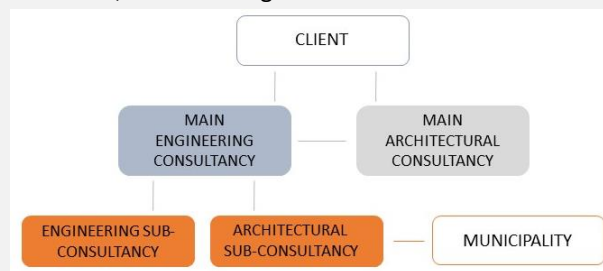 CLIENT
MAIN
ENGINEERING
CONSULTANCY
MAIN
ARCHITECTURAL
CONSULTANCY
ENGINEERING SUB-
CONSULTANCY
ARCHITECTURAL
SUB-CONSULTANCY
MUNICIPALITY